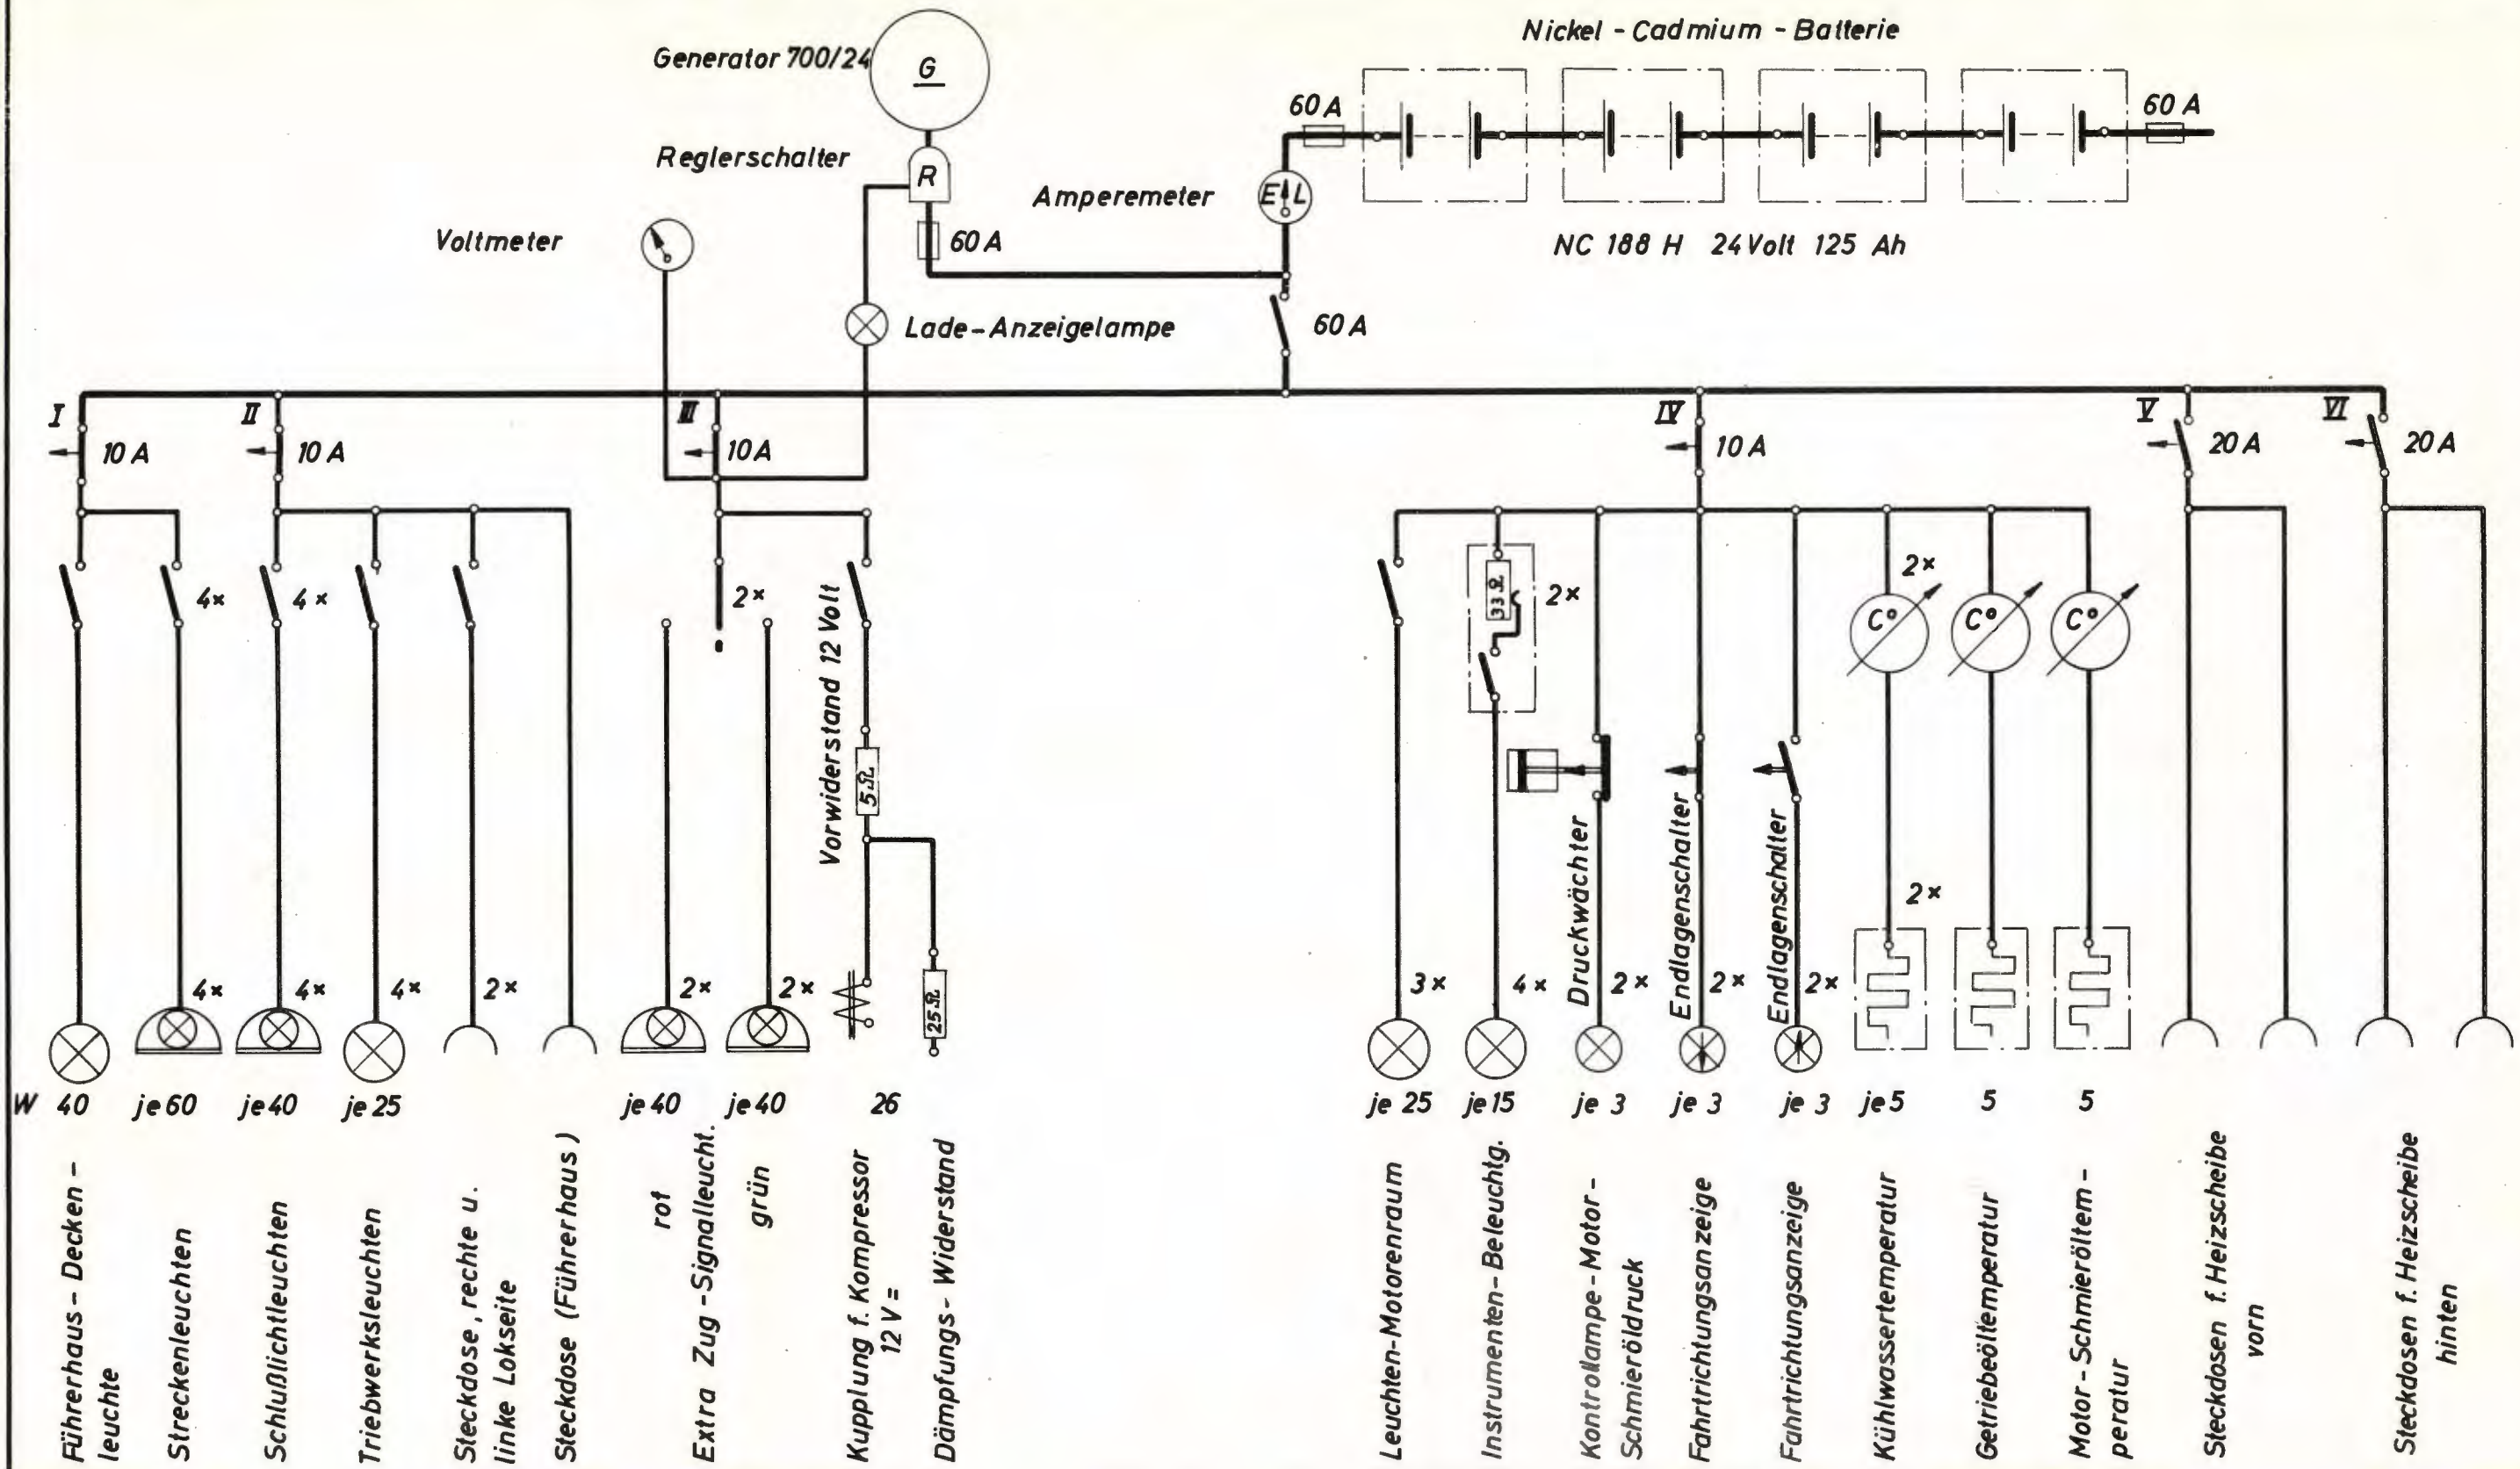 Nickel - Cadmium - Batterie
Generator 700/24
G
60 A
60 A
Reglerschalter
R
Amperemeter
E L
Voltmeter
60 A
NC 188 H 24 Volt 125 Ah
Lade-Anzeigelampe
60 A
I
II
III
IV
V
VI
10 A
10 A
10 A
10 A
20 A
20 A
4×
4×
2×
Vorwiderstand 12 Volt
33 Ω
2×
2×
C°
C°
C°
5 Ω
Druckwächter
Endlagenschalter
Endlagenschalter
2×
4×
4×
4×
2×
2×
2×
25 Ω
3×
4×
2×
2×
2×
W 40
je 60
je 40
je 25
je 40
je 40
26
je 25
je 15
je 3
je 3
je 3
je 5
5
5
Führerhaus-Decken-
leuchte
Streckenleuchten
Schlußlichtleuchten
Triebwerksleuchten
Steckdose, rechte u.
linke Lokseite
Steckdose (Führerhaus)
rot
Extra Zug-Signalleucht.
grün
Kupplung f. Kompressor
12 V =
Dämpfungs-Widerstand
Leuchten-Motorenraum
Instrumenten-Beleuchtg.
Kontrollampe-Motor-
Schmieröldruck
Fahrtrichtungsanzeige
Fahrtrichtungsanzeige
Kühlwassertemperatur
Getriebeöltemperatur
Motor-Schmieröltem-
peratur
Steckdosen f. Heizscheibe
vorn
Steckdosen f. Heizscheibe
hinten